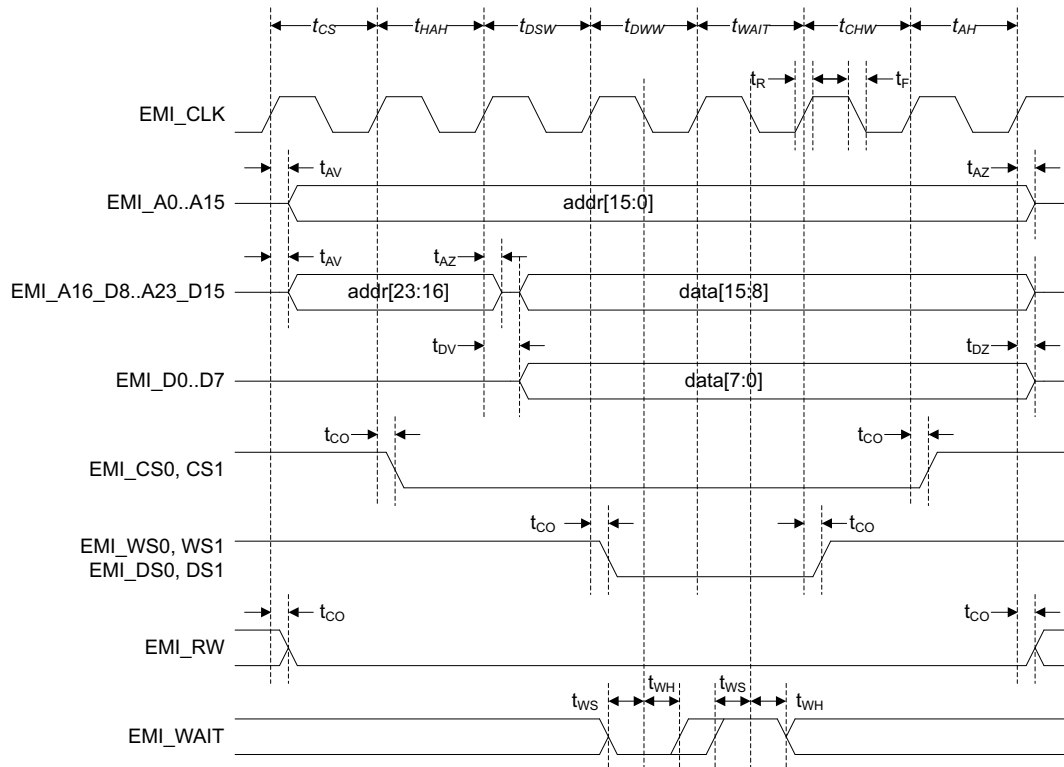 tCS tHAH tDSW tDWW tWAIT tCHW tAH
tR tF
EMI_CLK
tAV tAZ
EMI_A0..A15 addr[15:0]
tAV tAZ
EMI_A16_D8..A23_D15 addr[23:16] data[15:8]
tDV tDZ
EMI_D0..D7 data[7:0]
tCO tCO
EMI_CS0, CS1
tCO tCO
EMI_WS0, WS1
EMI_DS0, DS1
tCO tCO
EMI_RW
tWS tWH tWS tWH
EMI_WAIT